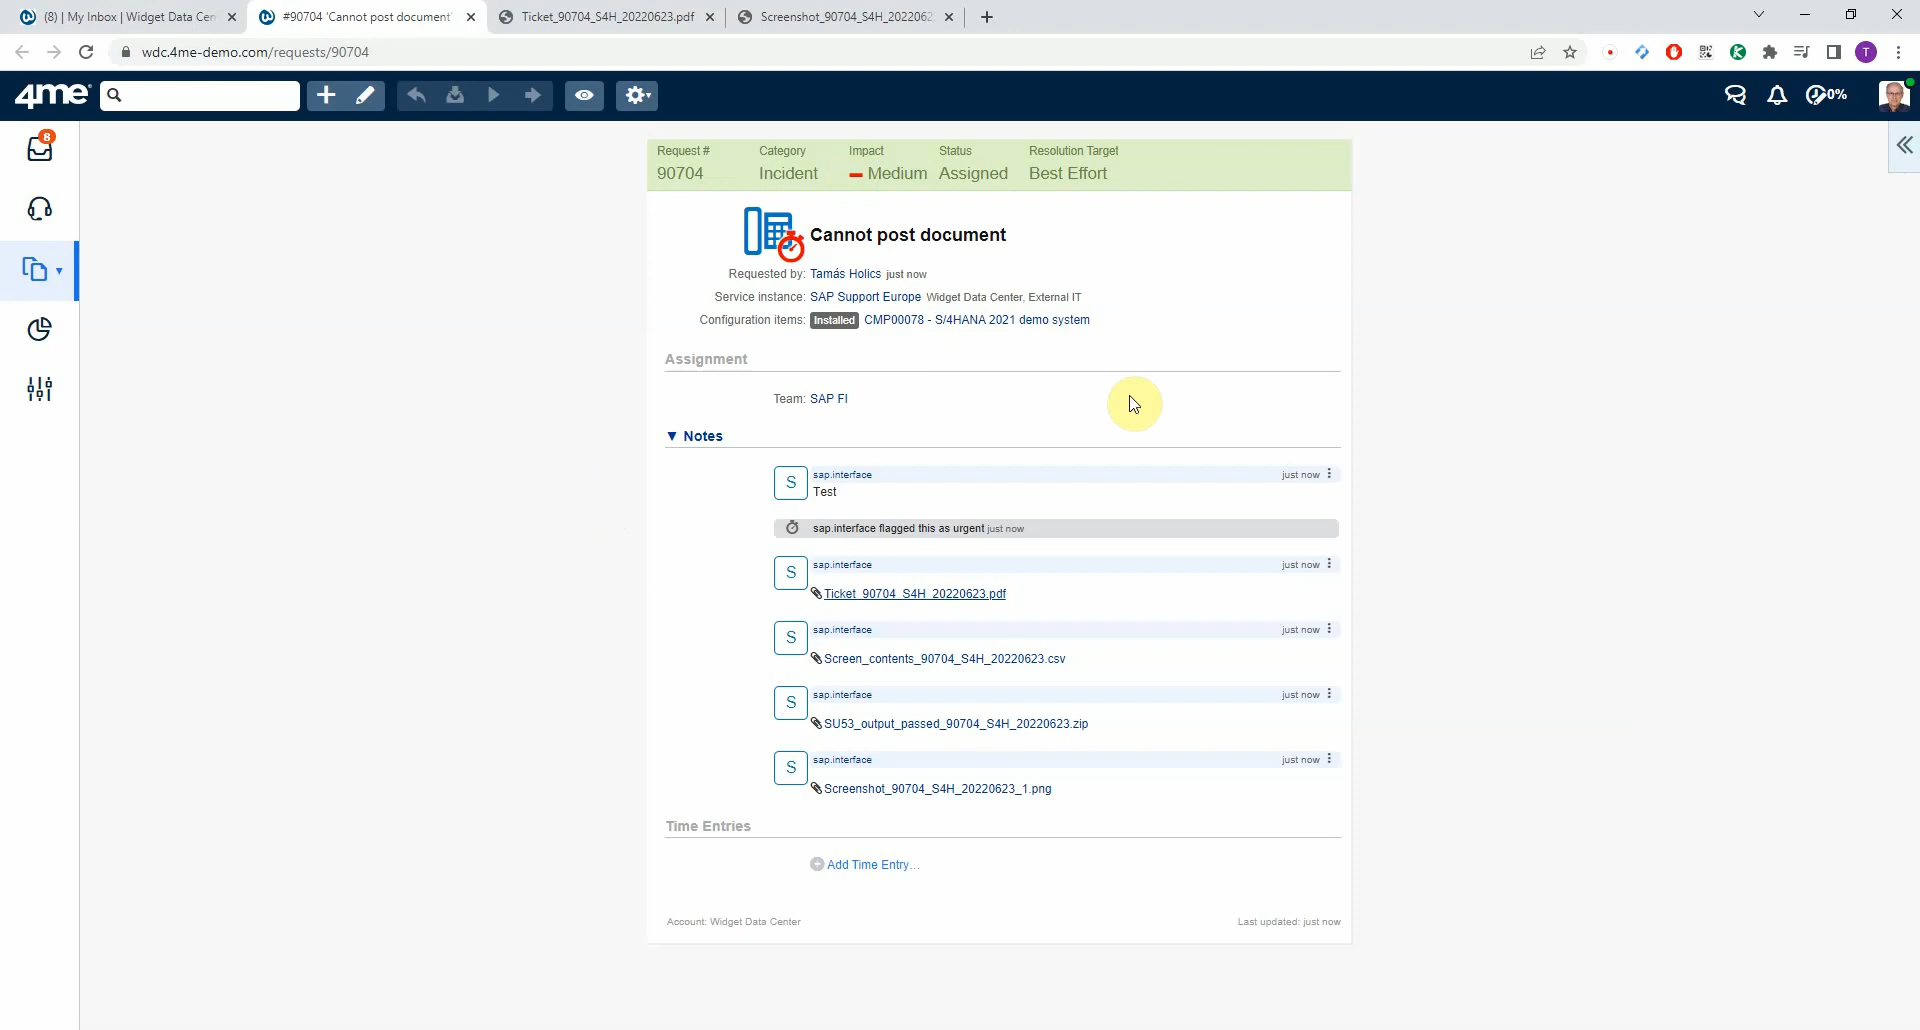 (8) | My Inbox | Widget Data Cen
#90704 'Cannot post document'
Ticket_90704_S4H_20220623.pdf
Screenshot_90704_S4H_2022062
wdc.4me-demo.com/requests/90704
T
4me
0%
8
Request # Category Impact Status Resolution Target
90704 Incident Medium Assigned Best Effort
Cannot post document
Requested by: Tamás Holics just now
Service instance: SAP Support Europe Widget Data Center, External IT
Configuration items: Installed CMP00078 - S/4HANA 2021 demo system
Assignment
Team: SAP FI
▼ Notes
S sap.interface just now
Test
sap.interface flagged this as urgent just now
S sap.interface just now
Ticket_90704_S4H_20220623.pdf
S sap.interface just now
Screen_contents_90704_S4H_20220623.csv
S sap.interface just now
SU53_output_passed_90704_S4H_20220623.zip
S sap.interface just now
Screenshot_90704_S4H_20220623_1.png
Time Entries
Add Time Entry...
Account: Widget Data Center Last updated: just now